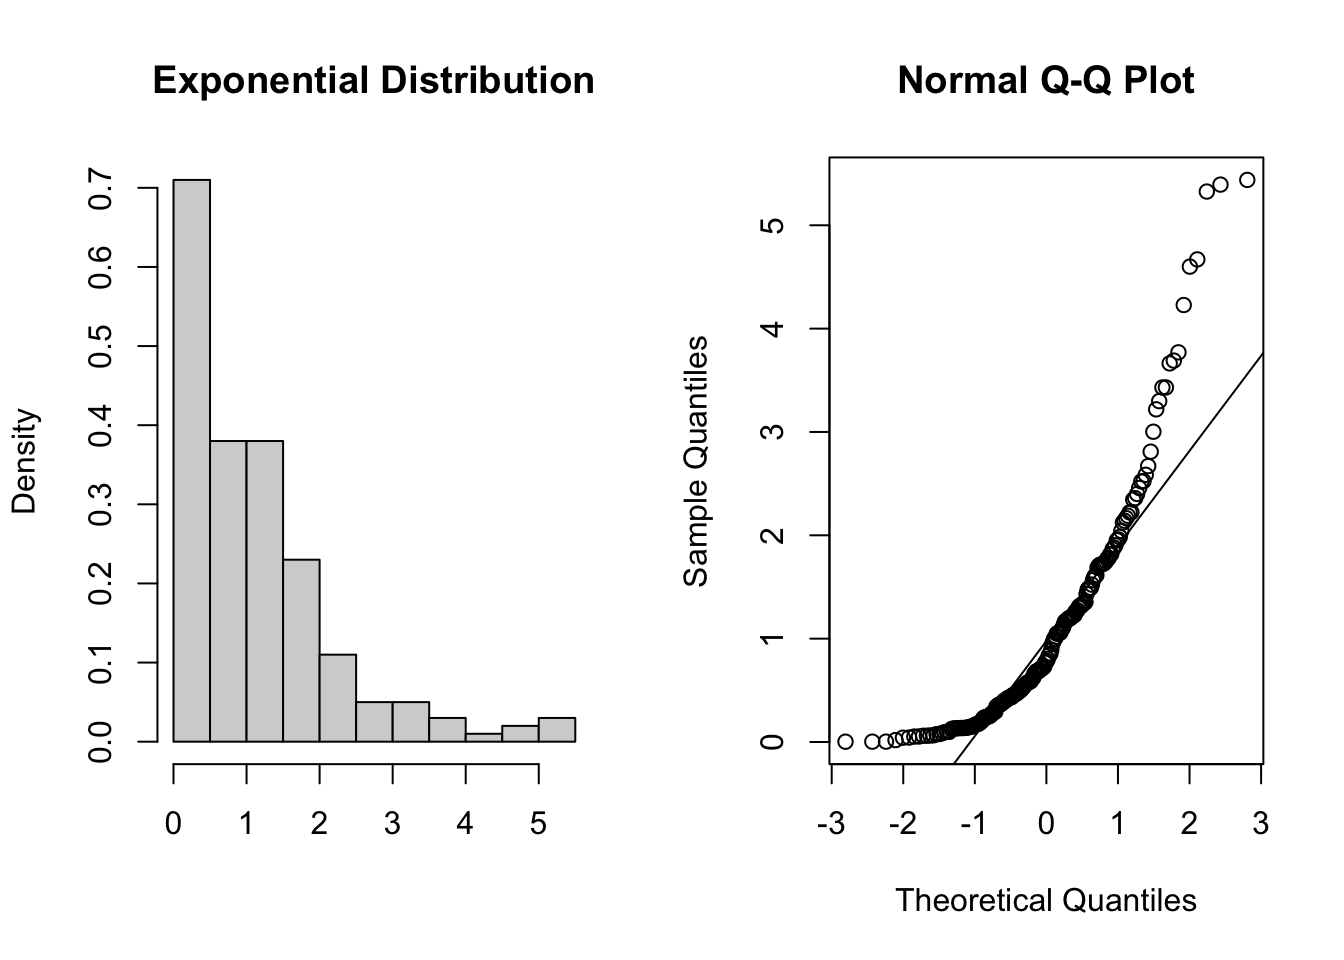 Exponential Distribution
Density
0.0 0.1 0.2 0.3 0.4 0.5 0.6 0.7
0 1 2 3 4 5
Normal Q-Q Plot
Sample Quantiles
0 1 2 3 4 5
-3 -2 -1 0 1 2 3
Theoretical Quantiles